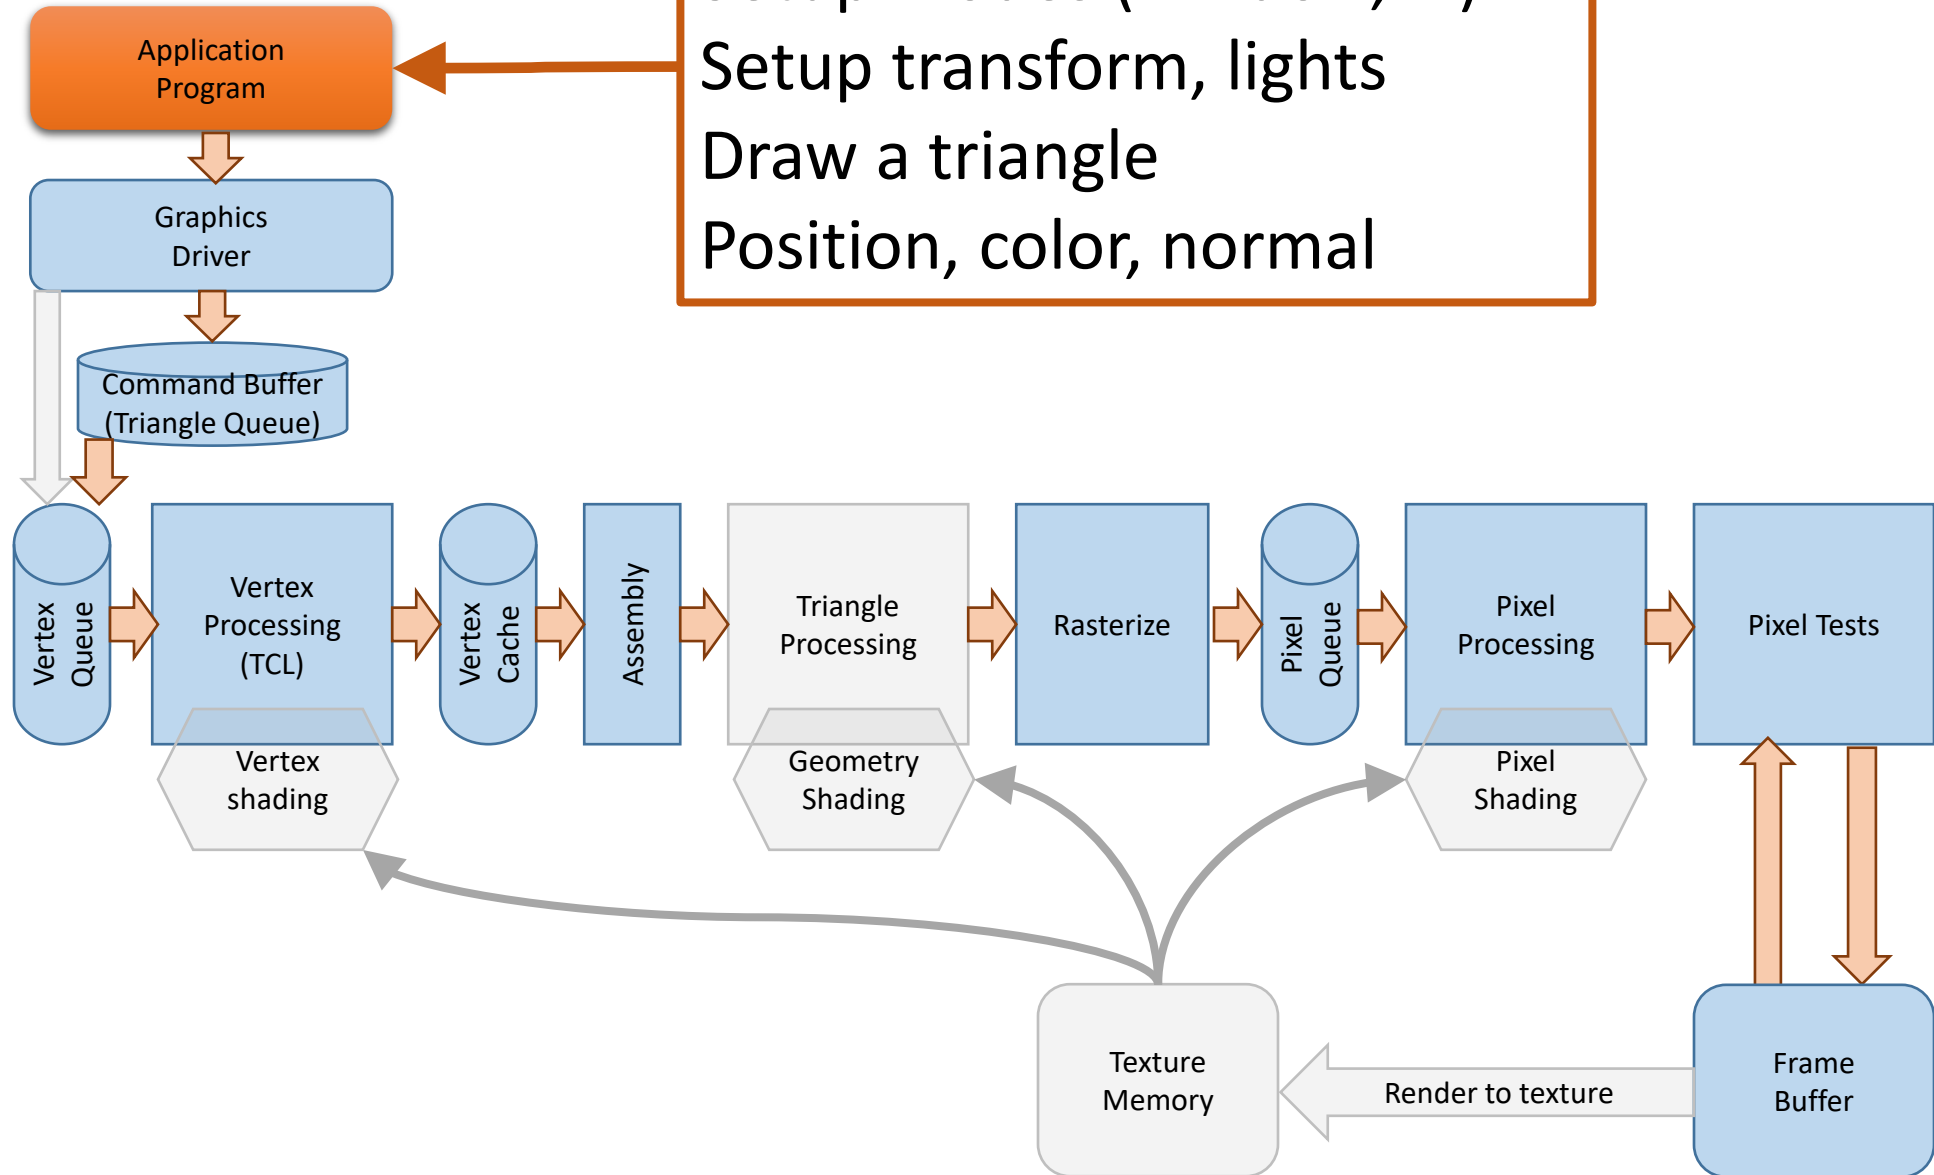 Application
Program
Setup transform, lights
Draw a triangle
Position, color, normal
Graphics
Driver
Command Buffer
(Triangle Queue)
Vertex
Queue
Vertex
Processing
(TCL)
Vertex
Cache
Assembly
Triangle
Processing
Rasterize
Pixel
Queue
Pixel
Processing
Pixel Tests
Vertex
shading
Geometry
Shading
Pixel
Shading
Texture
Memory
Render to texture
Frame
Buffer